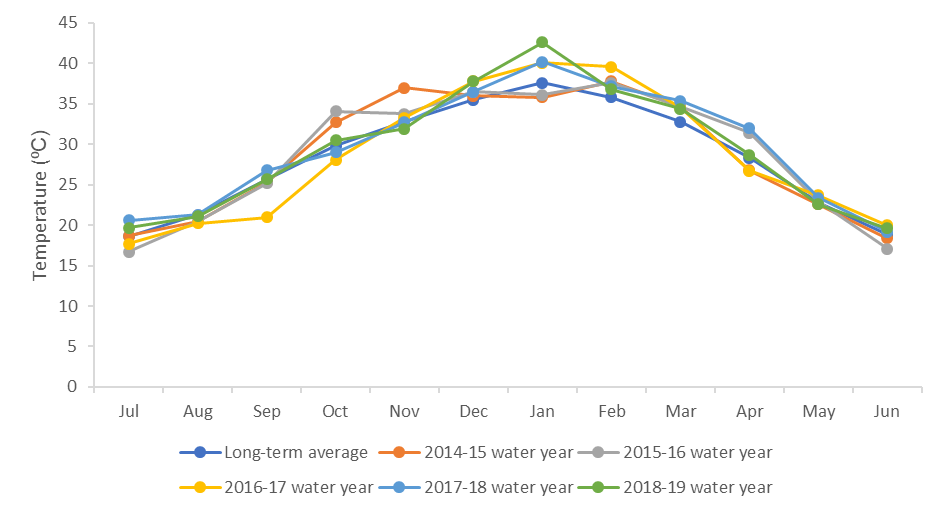 45
40
35
30
25
20
15
10
5
0
Temperature (ºC)
Jul Aug Sep Oct Nov Dec Jan Feb Mar Apr May Jun
Long-term average 2014-15 water year 2015-16 water year
2016-17 water year 2017-18 water year 2018-19 water year